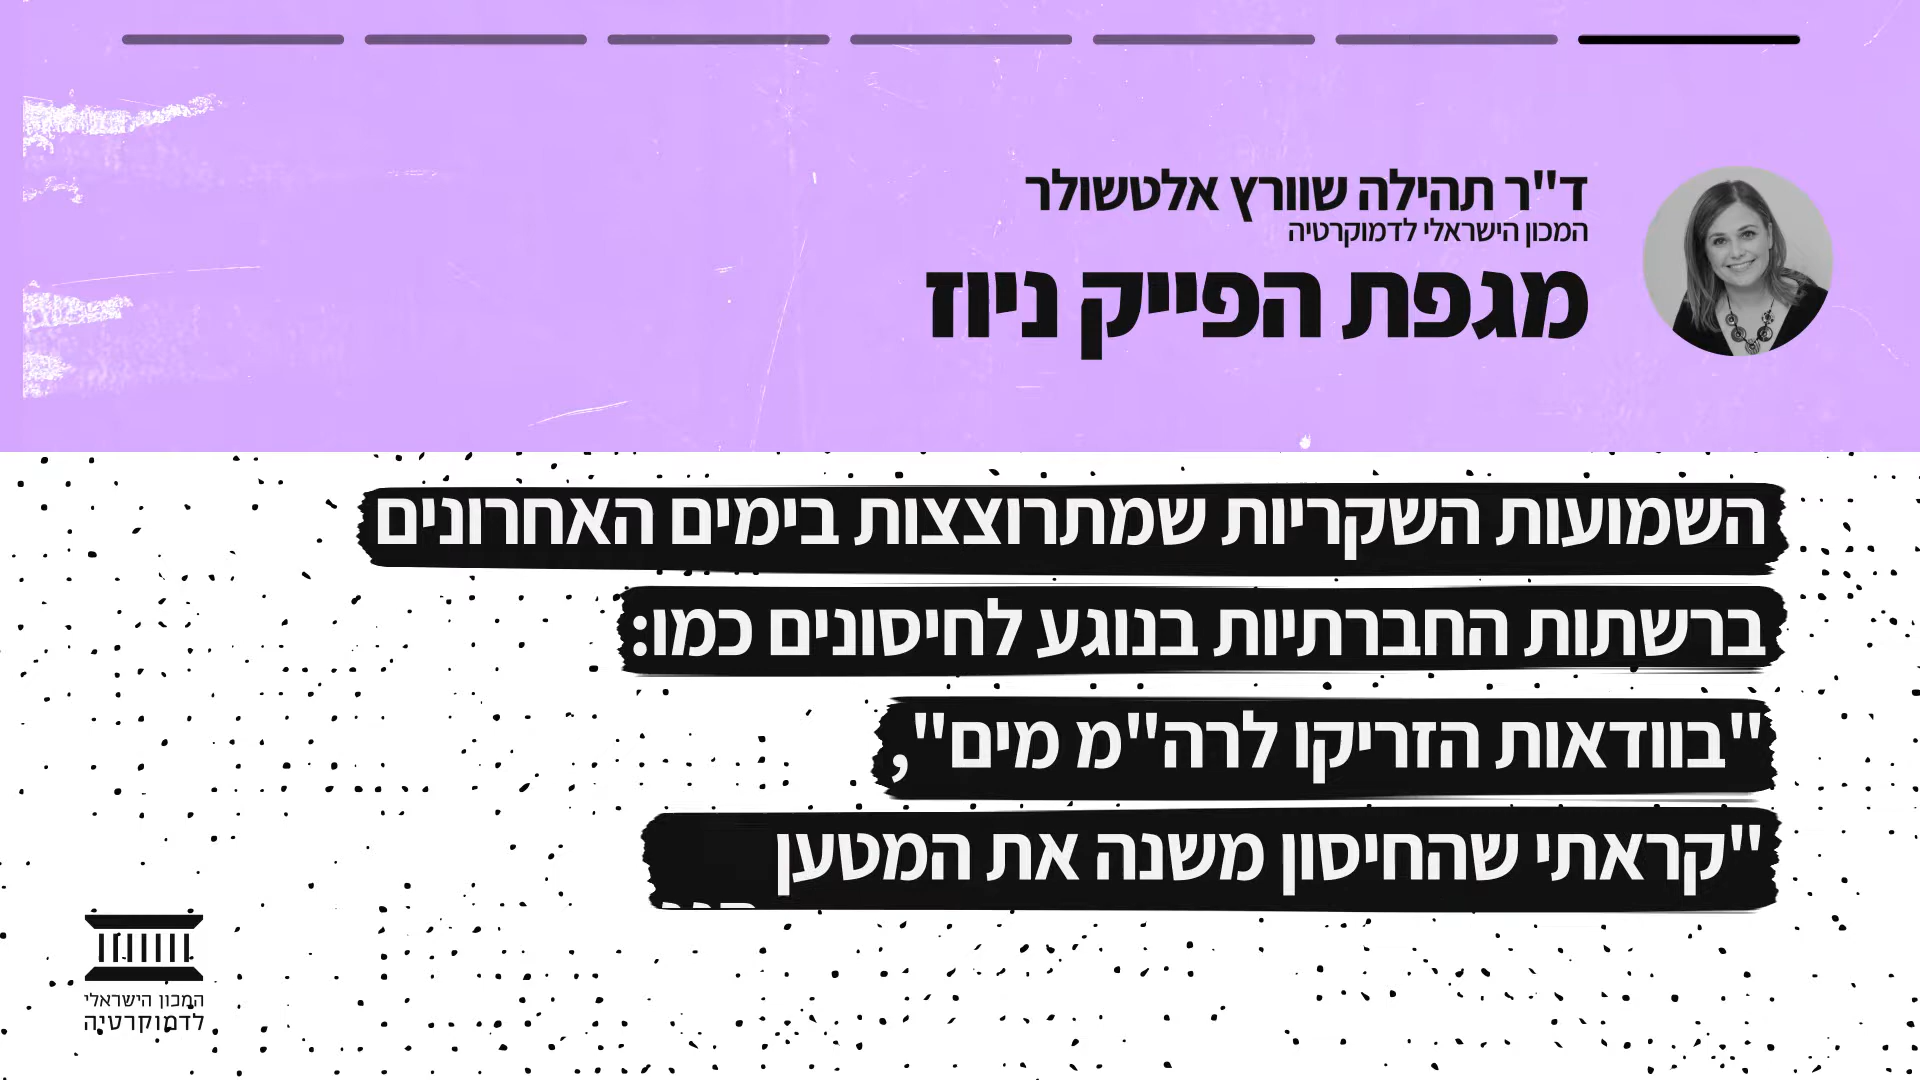 ד"ר תהילה שוורץ אלטשולר
המכון הישראלי לדמוקרטיה
מגפת הפייק ניוז
השמועות השקריות שמתרוצצות בימים האחרונים
ברשתות החברתיות בנוגע לחיסונים כמו:
"בוודאות הזריקו לרה"מ מים",
"קראתי שהחיסון משנה את המטען
המכון הישראלי
לדמוקרטיה